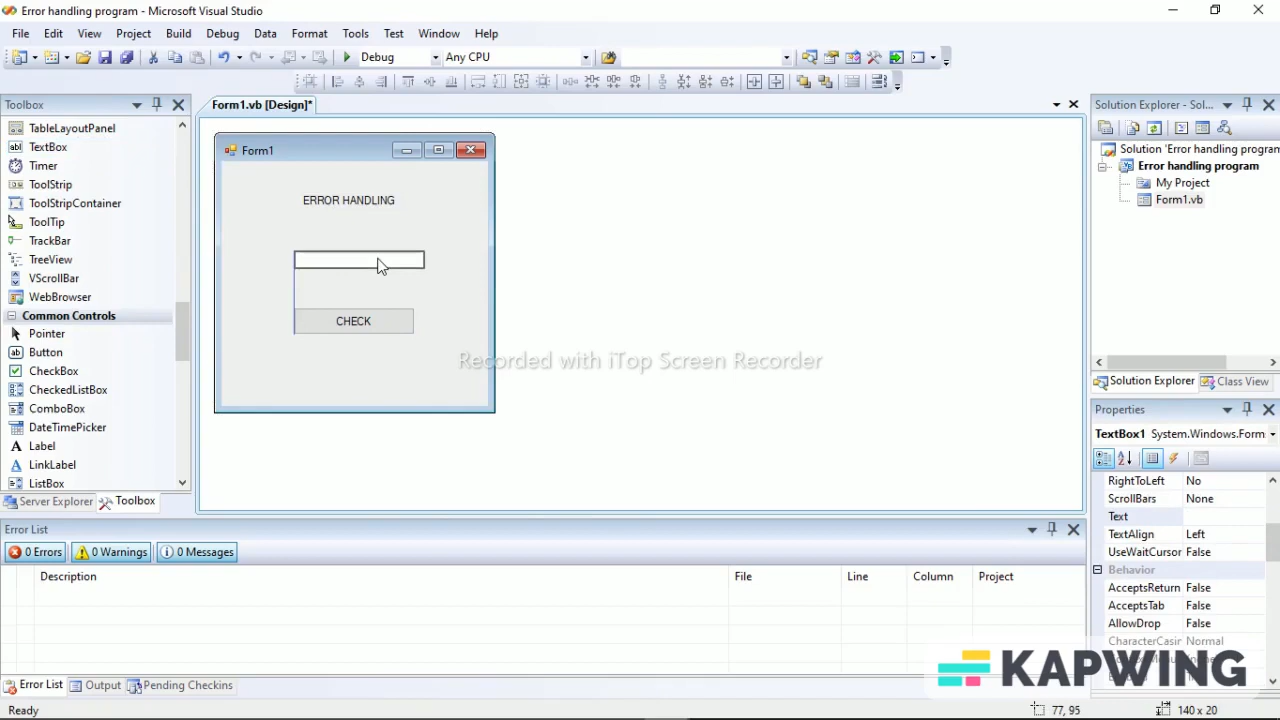 Error handling program - Microsoft Visual Studio
File Edit View Project Build Debug Data Format Tools Test Window Help
Debug Any CPU
Toolbox
TableLayoutPanel
TextBox
Timer
ToolStrip
ToolStripContainer
ToolTip
TrackBar
TreeView
VScrollBar
WebBrowser
Common Controls
Pointer
Button
CheckBox
CheckedListBox
ComboBox
DateTimePicker
Label
LinkLabel
ListBox
Server Explorer Toolbox
Form1.vb [Design]*
Form1
ERROR HANDLING
CHECK
Recorded with iTop Screen Recorder
Solution Explorer - Sol...
Solution 'Error handling program
Error handling program
My Project
Form1.vb
Solution Explorer Class View
Properties
TextBox1 System.Windows.Form
RightToLeft No
ScrollBars None
Text
TextAlign Left
UseWaitCursor False
Behavior
AcceptsReturn False
AcceptsTab False
AllowDrop False
CharacterCasin Normal
Error List
0 Errors 0 Warnings 0 Messages
Description File Line Column Project
Error List Output Pending Checkins
KAPWING
Ready 77, 95 140 x 20